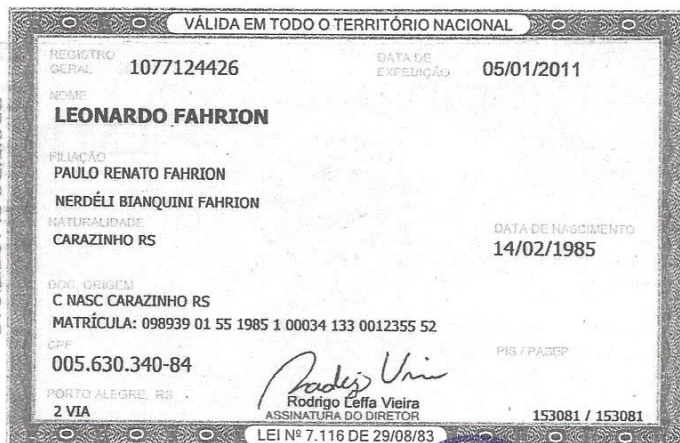 VÁLIDA EM TODO O TERRITÓRIO NACIONAL
REGISTRO GERAL 1077124426 DATA DE EXPEDIÇÃO 05/01/2011
NOME
LEONARDO FAHRION
FILIAÇÃO
PAULO RENATO FAHRION
NERDÉLI BIANQUINI FAHRION
NATURALIDADE DATA DE NASCIMENTO
CARAZINHO RS 14/02/1985
DOC. ORIGEM
C NASC CARAZINHO RS
MATRÍCULA: 098939 01 55 1985 1 00034 133 0012355 52
CPF PIS / PASEP
005.630.340-84
PORTO ALEGRE, RS Rodrigo Leffa Vieira
2 VIA ASSINATURA DO DIRETOR 153081 / 153081
LEI Nº 7.116 DE 29/08/83